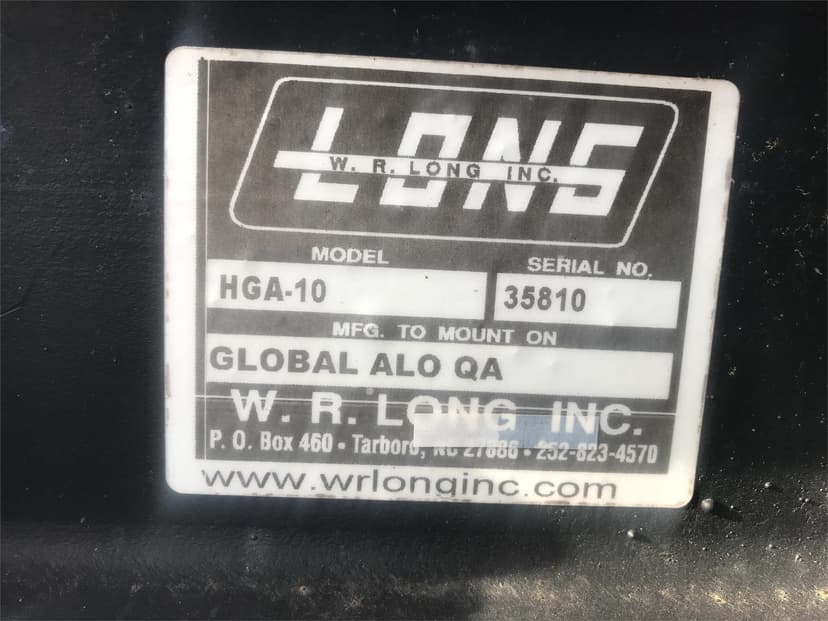 LONG
W. R. LONG INC.
MODEL SERIAL NO.
HGA-10 35810
MFG. TO MOUNT ON
GLOBAL ALO QA
W. R. LONG INC.
P. O. Box 460 • Tarboro, NC 27886 • 252-823-4570
www.wrlonginc.com